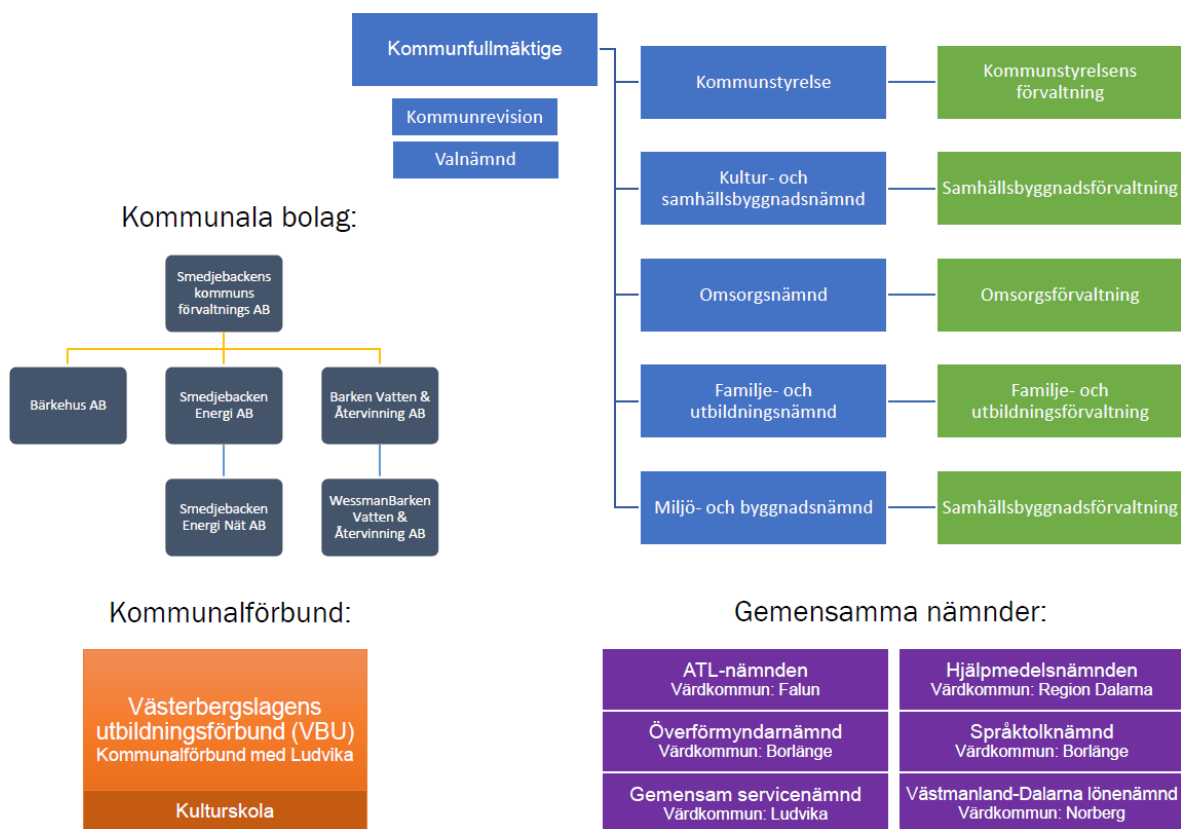 Kommunfullmäktige
Kommunrevision
Valnämnd
Kommunstyrelse
Kommunstyrelsens
förvaltning
Kultur- och
samhällsbyggnadsnämnd
Samhällsbyggnadsförvaltning
Omsorgsnämnd
Omsorgsförvaltning
Familje- och
utbildningsnämnd
Familje- och
utbildningsförvaltning
Miljö- och byggnadsnämnd
Samhällsbyggnadsförvaltning
Kommunala bolag:
Smedjebackens
kommuns
förvaltnings AB
Bärkehus AB
Smedjebacken
Energi AB
Barken Vatten &
Återvinning AB
Smedjebacken
Energi Nät AB
WessmanBarken
Vatten &
Återvinning AB
Kommunalförbund:
Västerbergslagens
utbildningsförbund (VBU)
Kommunalförbund med Ludvika
Kulturskola
Gemensamma nämnder:
ATL-nämnden
Värdkommun: Falun
Hjälpmedelsnämnden
Värdkommun: Region Dalarna
Överförmyndarnämnd
Värdkommun: Borlänge
Språktolknämnd
Värdkommun: Borlänge
Gemensam servicenämnd
Värdkommun: Ludvika
Västmanland-Dalarna lönenämnd
Värdkommun: Norberg